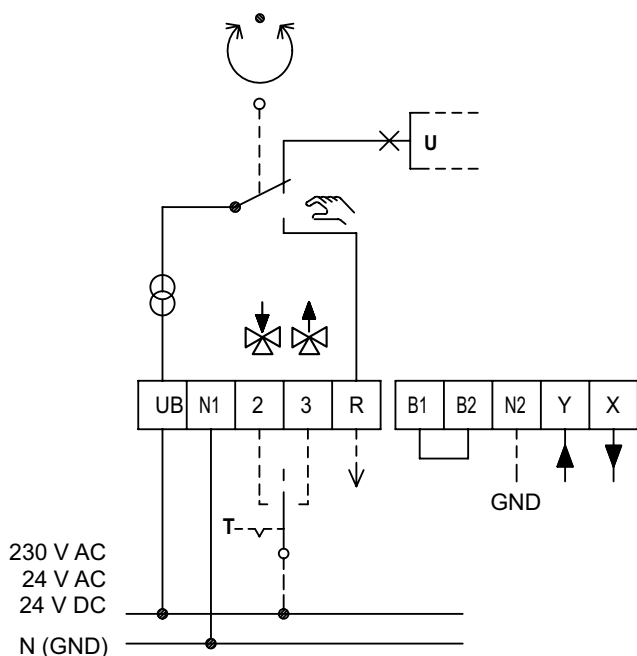 U
UB N1 2 3 R B1 B2 N2 Y X
GND
T
230 V AC
24 V AC
24 V DC
N (GND)